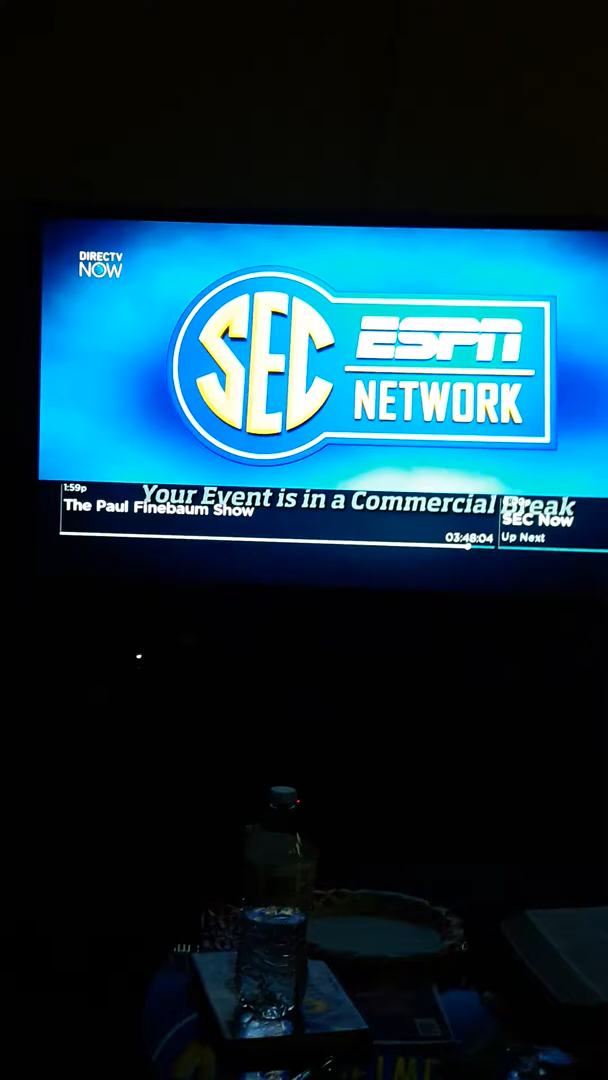 DIRECTV
NOW
SEC
ESPN
NETWORK
Your Event is in a Commercial Break
1:59p
The Paul Finebaum Show
SEC Now
03:48:04
Up Next